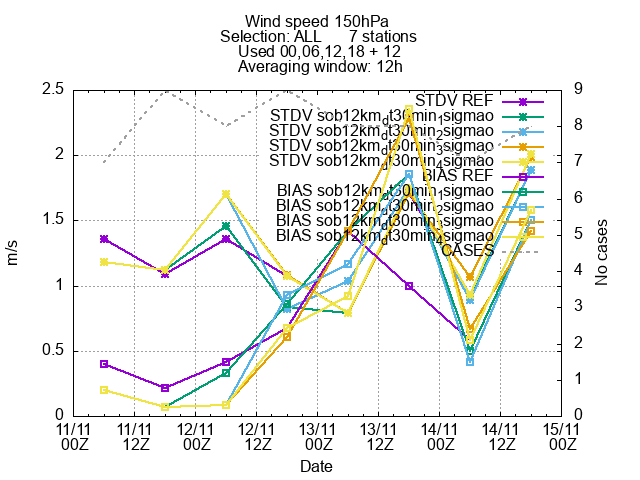 Wind speed 150hPa
Selection: ALL 7 stations
Used 00,06,12,18 + 12
Averaging window: 12h
STDV REF
STDV sob12km_dt30min_1sigmao
STDV sob12km_dt30min_2sigmao
STDV sob12km_dt30min_3sigmao
STDV sob12km_dt30min_4sigmao
BIAS REF
BIAS sob12km_dt30min_1sigmao
BIAS sob12km_dt30min_2sigmao
BIAS sob12km_dt30min_3sigmao
BIAS sob12km_dt30min_4sigmao
CASES
m/s
2.5
2
1.5
1
0.5
0
No cases
9
8
7
6
5
4
3
2
1
0
11/11 11/11 12/11 12/11 13/11 13/11 14/11 14/11 15/11
00Z 12Z 00Z 12Z 00Z 12Z 00Z 12Z 00Z
Date